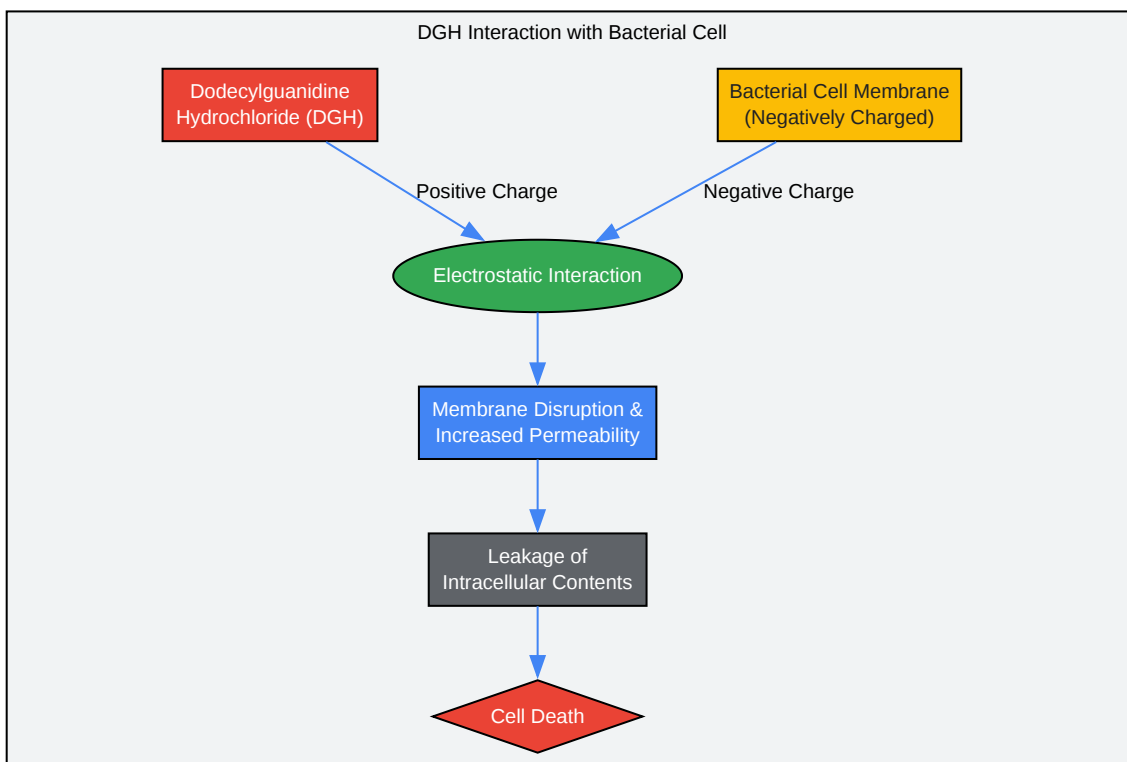 DGH Interaction with Bacterial Cell
Dodecylguanidine
Hydrochloride (DGH)
Bacterial Cell Membrane
(Negatively Charged)
Positive Charge
Negative Charge
Electrostatic Interaction
Membrane Disruption &
Increased Permeability
Leakage of
Intracellular Contents
Cell Death